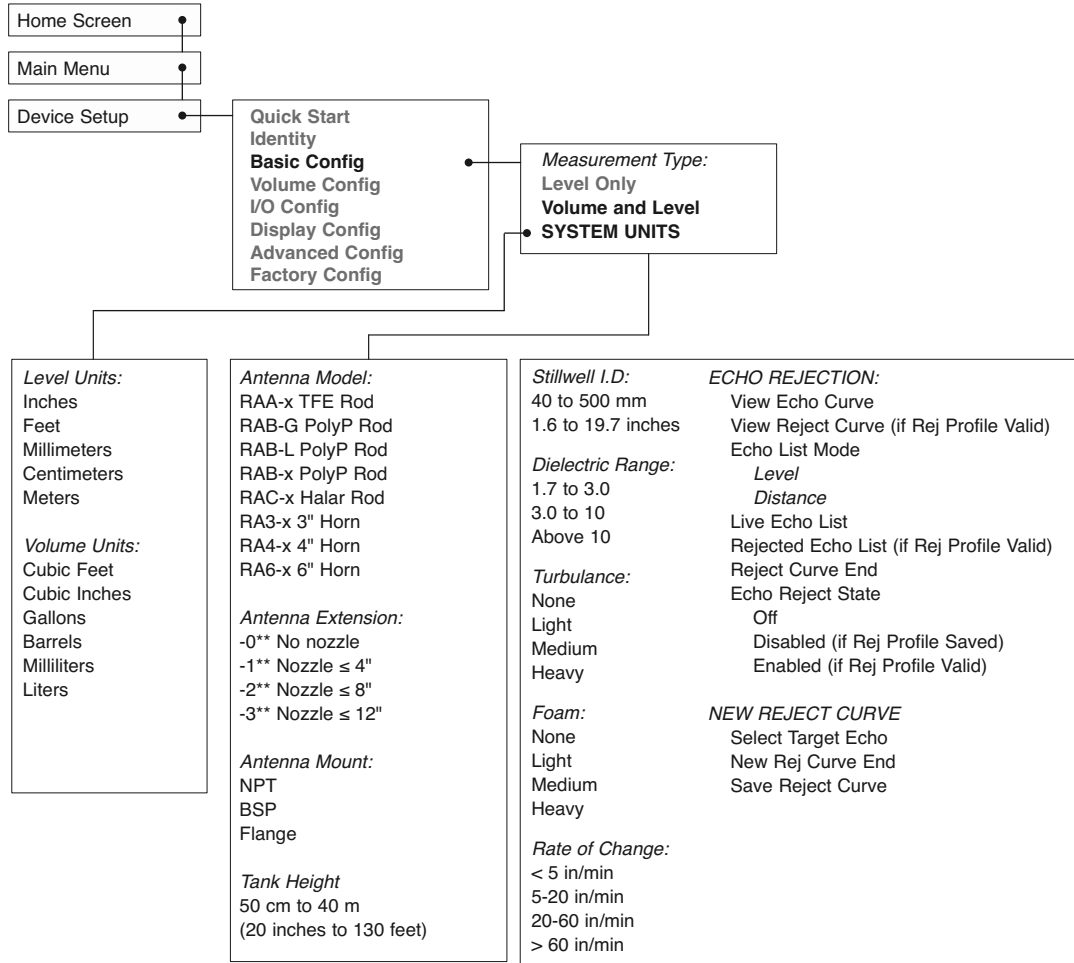 Home Screen
Main Menu
Device Setup
Quick Start
Identity
Basic Config
Volume Config
I/O Config
Display Config
Advanced Config
Factory Config
Measurement Type:
Level Only
Volume and Level
SYSTEM UNITS
Level Units:
Inches
Feet
Millimeters
Centimeters
Meters
Volume Units:
Cubic Feet
Cubic Inches
Gallons
Barrels
Milliliters
Liters
Antenna Model:
RAA-x TFE Rod
RAB-G PolyP Rod
RAB-L PolyP Rod
RAB-x PolyP Rod
RAC-x Halar Rod
RA3-x 3" Horn
RA4-x 4" Horn
RA6-x 6" Horn
Antenna Extension:
-0** No nozzle
-1** Nozzle ≤ 4"
-2** Nozzle ≤ 8"
-3** Nozzle ≤ 12"
Antenna Mount:
NPT
BSP
Flange
Tank Height
50 cm to 40 m
(20 inches to 130 feet)
Stillwell I.D:
40 to 500 mm
1.6 to 19.7 inches
Dielectric Range:
1.7 to 3.0
3.0 to 10
Above 10
Turbulance:
None
Light
Medium
Heavy
Foam:
None
Light
Medium
Heavy
Rate of Change:
< 5 in/min
5-20 in/min
20-60 in/min
> 60 in/min
ECHO REJECTION:
View Echo Curve
View Reject Curve (if Rej Profile Valid)
Echo List Mode
Level
Distance
Live Echo List
Rejected Echo List (if Rej Profile Valid)
Reject Curve End
Echo Reject State
Off
Disabled (if Rej Profile Saved)
Enabled (if Rej Profile Valid)
NEW REJECT CURVE
Select Target Echo
New Rej Curve End
Save Reject Curve